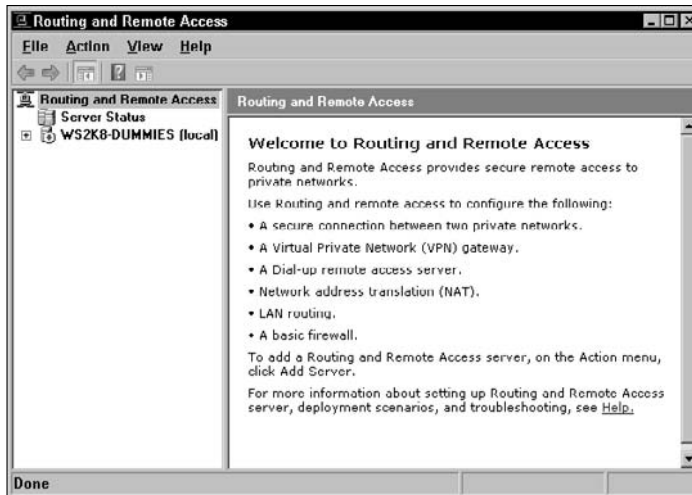 Routing and Remote Access
File Action View Help
Routing and Remote Access
Server Status
WS2K8-DUMMIES (local)
Routing and Remote Access
Welcome to Routing and Remote Access
Routing and Remote Access provides secure remote access to
private networks.
Use Routing and remote access to configure the following:
• A secure connection between two private networks.
• A Virtual Private Network (VPN) gateway.
• A Dial-up remote access server.
• Network address translation (NAT).
• LAN routing.
• A basic firewall.
To add a Routing and Remote Access server, on the Action menu,
click Add Server.
For more information about setting up Routing and Remote Access
server, deployment scenarios, and troubleshooting, see Help.
Done